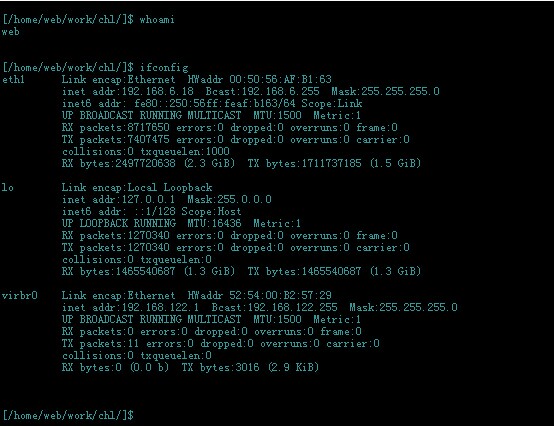 [/home/web/work/chl/]$ whoami
web
[/home/web/work/chl/]$ ifconfig
eth1      Link encap:Ethernet  HWaddr 00:50:56:AF:B1:63
          inet addr:192.168.6.18  Bcast:192.168.6.255  Mask:255.255.255.0
          inet6 addr: fe80::250:56ff:feaf:b163/64 Scope:Link
          UP BROADCAST RUNNING MULTICAST  MTU:1500  Metric:1
          RX packets:8717650 errors:0 dropped:0 overruns:0 frame:0
          TX packets:7407475 errors:0 dropped:0 overruns:0 carrier:0
          collisions:0 txqueuelen:1000
          RX bytes:2497720638 (2.3 GiB)  TX bytes:1711737185 (1.5 GiB)
lo        Link encap:Local Loopback
          inet addr:127.0.0.1  Mask:255.0.0.0
          inet6 addr: ::1/128 Scope:Host
          UP LOOPBACK RUNNING  MTU:16436  Metric:1
          RX packets:1270340 errors:0 dropped:0 overruns:0 frame:0
          TX packets:1270340 errors:0 dropped:0 overruns:0 carrier:0
          collisions:0 txqueuelen:0
          RX bytes:1465540687 (1.3 GiB)  TX bytes:1465540687 (1.3 GiB)
virbr0    Link encap:Ethernet  HWaddr 52:54:00:B2:57:29
          inet addr:192.168.122.1  Bcast:192.168.122.255  Mask:255.255.255.0
          UP BROADCAST RUNNING MULTICAST  MTU:1500  Metric:1
          RX packets:0 errors:0 dropped:0 overruns:0 frame:0
          TX packets:11 errors:0 dropped:0 overruns:0 carrier:0
          collisions:0 txqueuelen:0
          RX bytes:0 (0.0 b)  TX bytes:3016 (2.9 KiB)
[/home/web/work/chl/]$